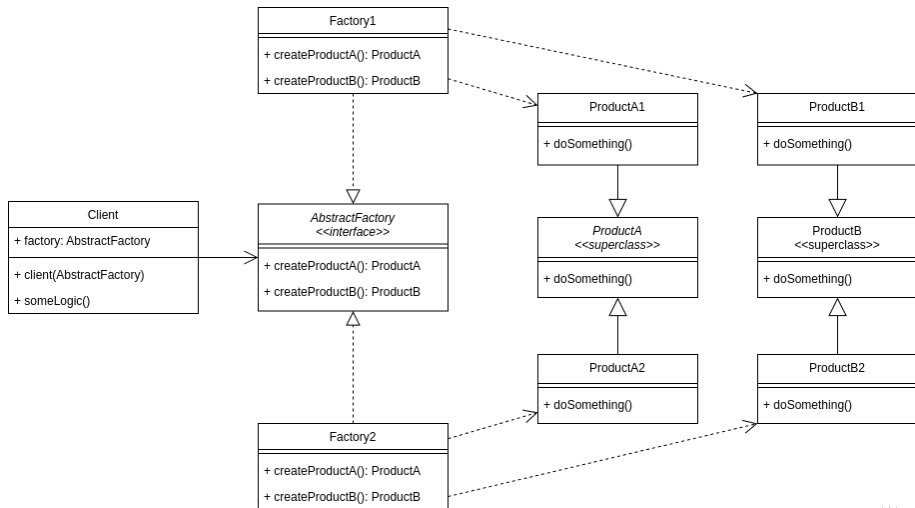 Factory1
+ createProductA(): ProductA
+ createProductB(): ProductB
ProductA1
+ doSomething()
ProductB1
+ doSomething()
Client
+ factory: AbstractFactory
+ client(AbstractFactory)
+ someLogic()
AbstractFactory
<<interface>>
+ createProductA(): ProductA
+ createProductB(): ProductB
ProductA
<<superclass>>
+ doSomething()
ProductB
<<superclass>>
+ doSomething()
ProductA2
+ doSomething()
ProductB2
+ doSomething()
Factory2
+ createProductA(): ProductA
+ createProductB(): ProductB